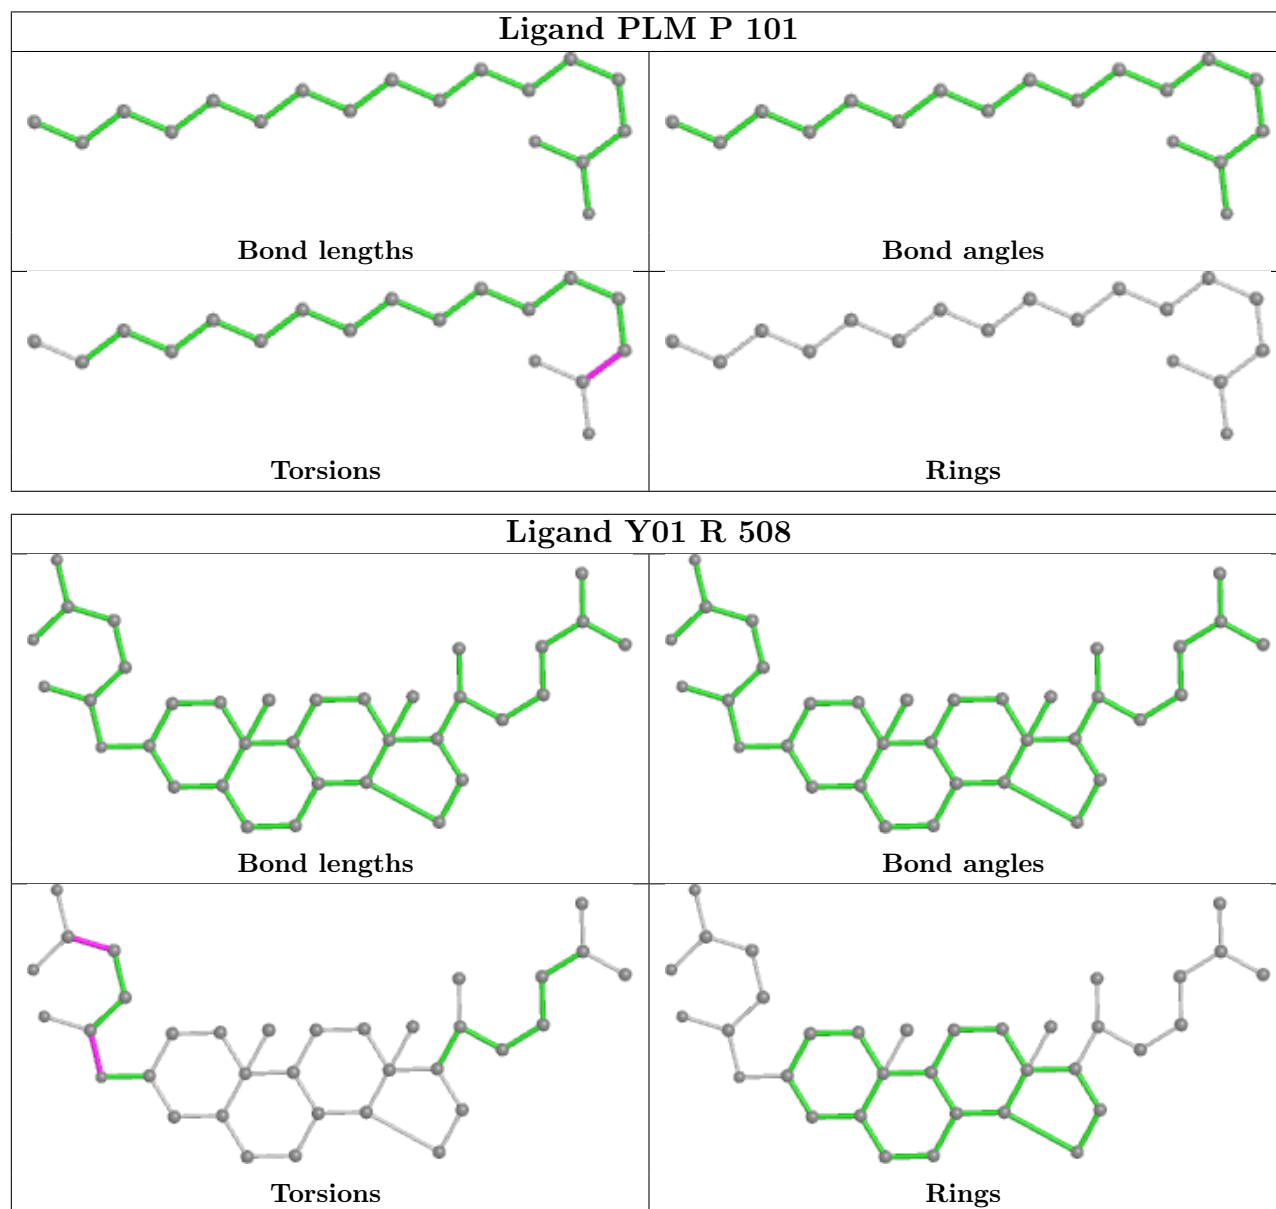 Ligand PLM P 101
Bond lengths
Bond angles
Torsions
Rings
Ligand Y01 R 508
Bond lengths
Bond angles
Torsions
Rings